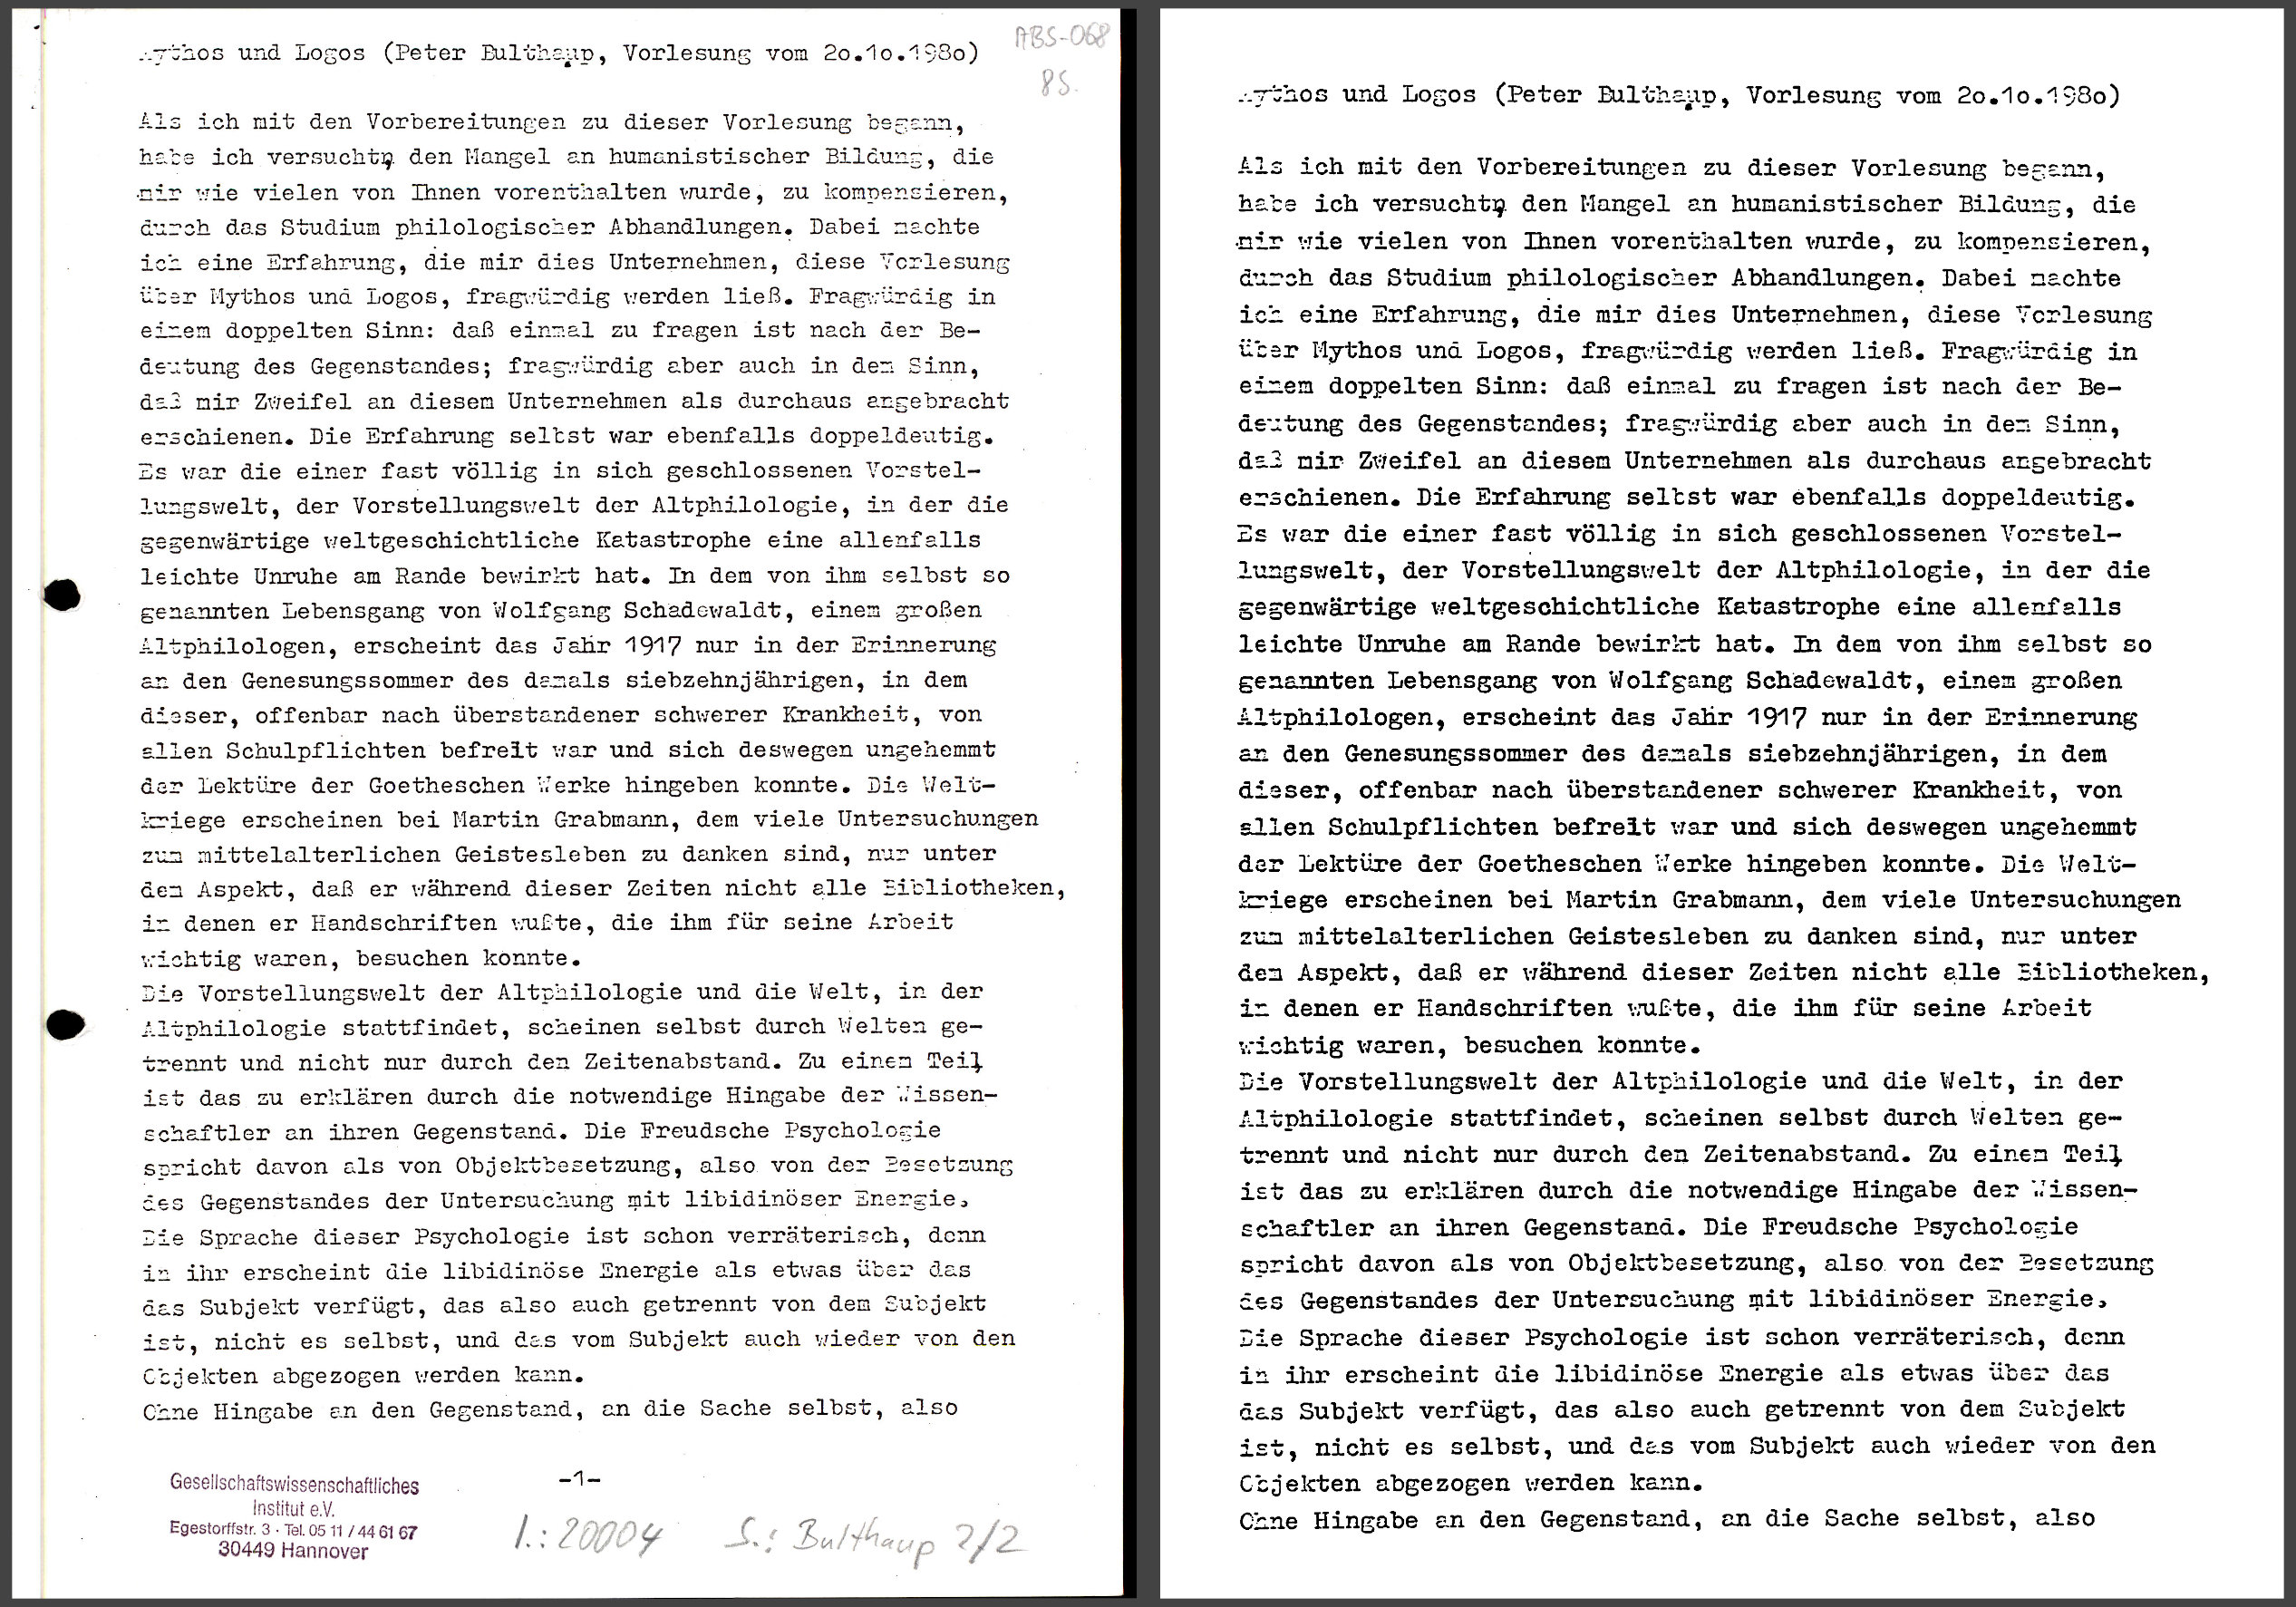 ABS-068
85.
Mythos und Logos (Peter Bulthaup, Vorlesung vom 20.10.1980)
Als ich mit den Vorbereitungen zu dieser Vorlesung begann,
habe ich versucht, den Mangel an humanistischer Bildung, die
mir wie vielen von Ihnen vorenthalten wurde, zu kompensieren,
durch das Studium philologischer Abhandlungen. Dabei machte
ich eine Erfahrung, die mir dies Unternehmen, diese Vorlesung
über Mythos und Logos, fragwürdig werden ließ. Fragwürdig in
einem doppelten Sinn: daß einmal zu fragen ist nach der Be-
deutung des Gegenstandes; fragwürdig aber auch in dem Sinn,
daß mir Zweifel an diesem Unternehmen als durchaus angebracht
erschienen. Die Erfahrung selbst war ebenfalls doppeldeutig.
Es war die einer fast völlig in sich geschlossenen Vorstel-
lungswelt, der Vorstellungswelt der Altphilologie, in der die
gegenwärtige weltgeschichtliche Katastrophe eine allenfalls
leichte Unruhe am Rande bewirkt hat. In dem von ihm selbst so
genannten Lebensgang von Wolfgang Schadewaldt, einem großen
Altphilologen, erscheint das Jahr 1917 nur in der Erinnerung
an den Genesungssommer des damals siebzehnjährigen, in dem
dieser, offenbar nach überstandener schwerer Krankheit, von
allen Schulpflichten befreit war und sich deswegen ungehemmt
der Lektüre der Goetheschen Werke hingeben konnte. Die Welt-
kriege erscheinen bei Martin Grabmann, dem viele Untersuchungen
zum mittelalterlichen Geistesleben zu danken sind, nur unter
dem Aspekt, daß er während dieser Zeiten nicht alle Bibliotheken,
in denen er Handschriften wußte, die ihm für seine Arbeit
wichtig waren, besuchen konnte.
Die Vorstellungswelt der Altphilologie und die Welt, in der
Altphilologie stattfindet, scheinen selbst durch Welten ge-
trennt und nicht nur durch den Zeitenabstand. Zu einem Teil
ist das zu erklären durch die notwendige Hingabe der Wissen-
schaftler an ihren Gegenstand. Die Freudsche Psychologie
spricht davon als von Objektbesetzung, also von der Besetzung
des Gegenstandes der Untersuchung mit libidinöser Energie.
Die Sprache dieser Psychologie ist schon verräterisch, denn
in ihr erscheint die libidinöse Energie als etwas über das
das Subjekt verfügt, das also auch getrennt von dem Subjekt
ist, nicht es selbst, und das vom Subjekt auch wieder von den
Objekten abgezogen werden kann.
Ohne Hingabe an den Gegenstand, an die Sache selbst, also
-1-
Gesellschaftswissenschaftliches
Institut e.V.
Egestorffstr. 3 · Tel. 05 11 / 44 61 67
30449 Hannover
I.: 20004 S.: Bulthaup 2/2
Mythos und Logos (Peter Bulthaup, Vorlesung vom 20.10.1980)
Als ich mit den Vorbereitungen zu dieser Vorlesung begann,
habe ich versucht, den Mangel an humanistischer Bildung, die
mir wie vielen von Ihnen vorenthalten wurde, zu kompensieren,
durch das Studium philologischer Abhandlungen. Dabei machte
ich eine Erfahrung, die mir dies Unternehmen, diese Vorlesung
über Mythos und Logos, fragwürdig werden ließ. Fragwürdig in
einem doppelten Sinn: daß einmal zu fragen ist nach der Be-
deutung des Gegenstandes; fragwürdig aber auch in dem Sinn,
daß mir Zweifel an diesem Unternehmen als durchaus angebracht
erschienen. Die Erfahrung selbst war ebenfalls doppeldeutig.
Es war die einer fast völlig in sich geschlossenen Vorstel-
lungswelt, der Vorstellungswelt der Altphilologie, in der die
gegenwärtige weltgeschichtliche Katastrophe eine allenfalls
leichte Unruhe am Rande bewirkt hat. In dem von ihm selbst so
genannten Lebensgang von Wolfgang Schadewaldt, einem großen
Altphilologen, erscheint das Jahr 1917 nur in der Erinnerung
an den Genesungssommer des damals siebzehnjährigen, in dem
dieser, offenbar nach überstandener schwerer Krankheit, von
allen Schulpflichten befreit war und sich deswegen ungehemmt
der Lektüre der Goetheschen Werke hingeben konnte. Die Welt-
kriege erscheinen bei Martin Grabmann, dem viele Untersuchungen
zum mittelalterlichen Geistesleben zu danken sind, nur unter
dem Aspekt, daß er während dieser Zeiten nicht alle Bibliotheken,
in denen er Handschriften wußte, die ihm für seine Arbeit
wichtig waren, besuchen konnte.
Die Vorstellungswelt der Altphilologie und die Welt, in der
Altphilologie stattfindet, scheinen selbst durch Welten ge-
trennt und nicht nur durch den Zeitenabstand. Zu einem Teil
ist das zu erklären durch die notwendige Hingabe der Wissen-
schaftler an ihren Gegenstand. Die Freudsche Psychologie
spricht davon als von Objektbesetzung, also von der Besetzung
des Gegenstandes der Untersuchung mit libidinöser Energie.
Die Sprache dieser Psychologie ist schon verräterisch, denn
in ihr erscheint die libidinöse Energie als etwas über das
das Subjekt verfügt, das also auch getrennt von dem Subjekt
ist, nicht es selbst, und das vom Subjekt auch wieder von den
Objekten abgezogen werden kann.
Ohne Hingabe an den Gegenstand, an die Sache selbst, also